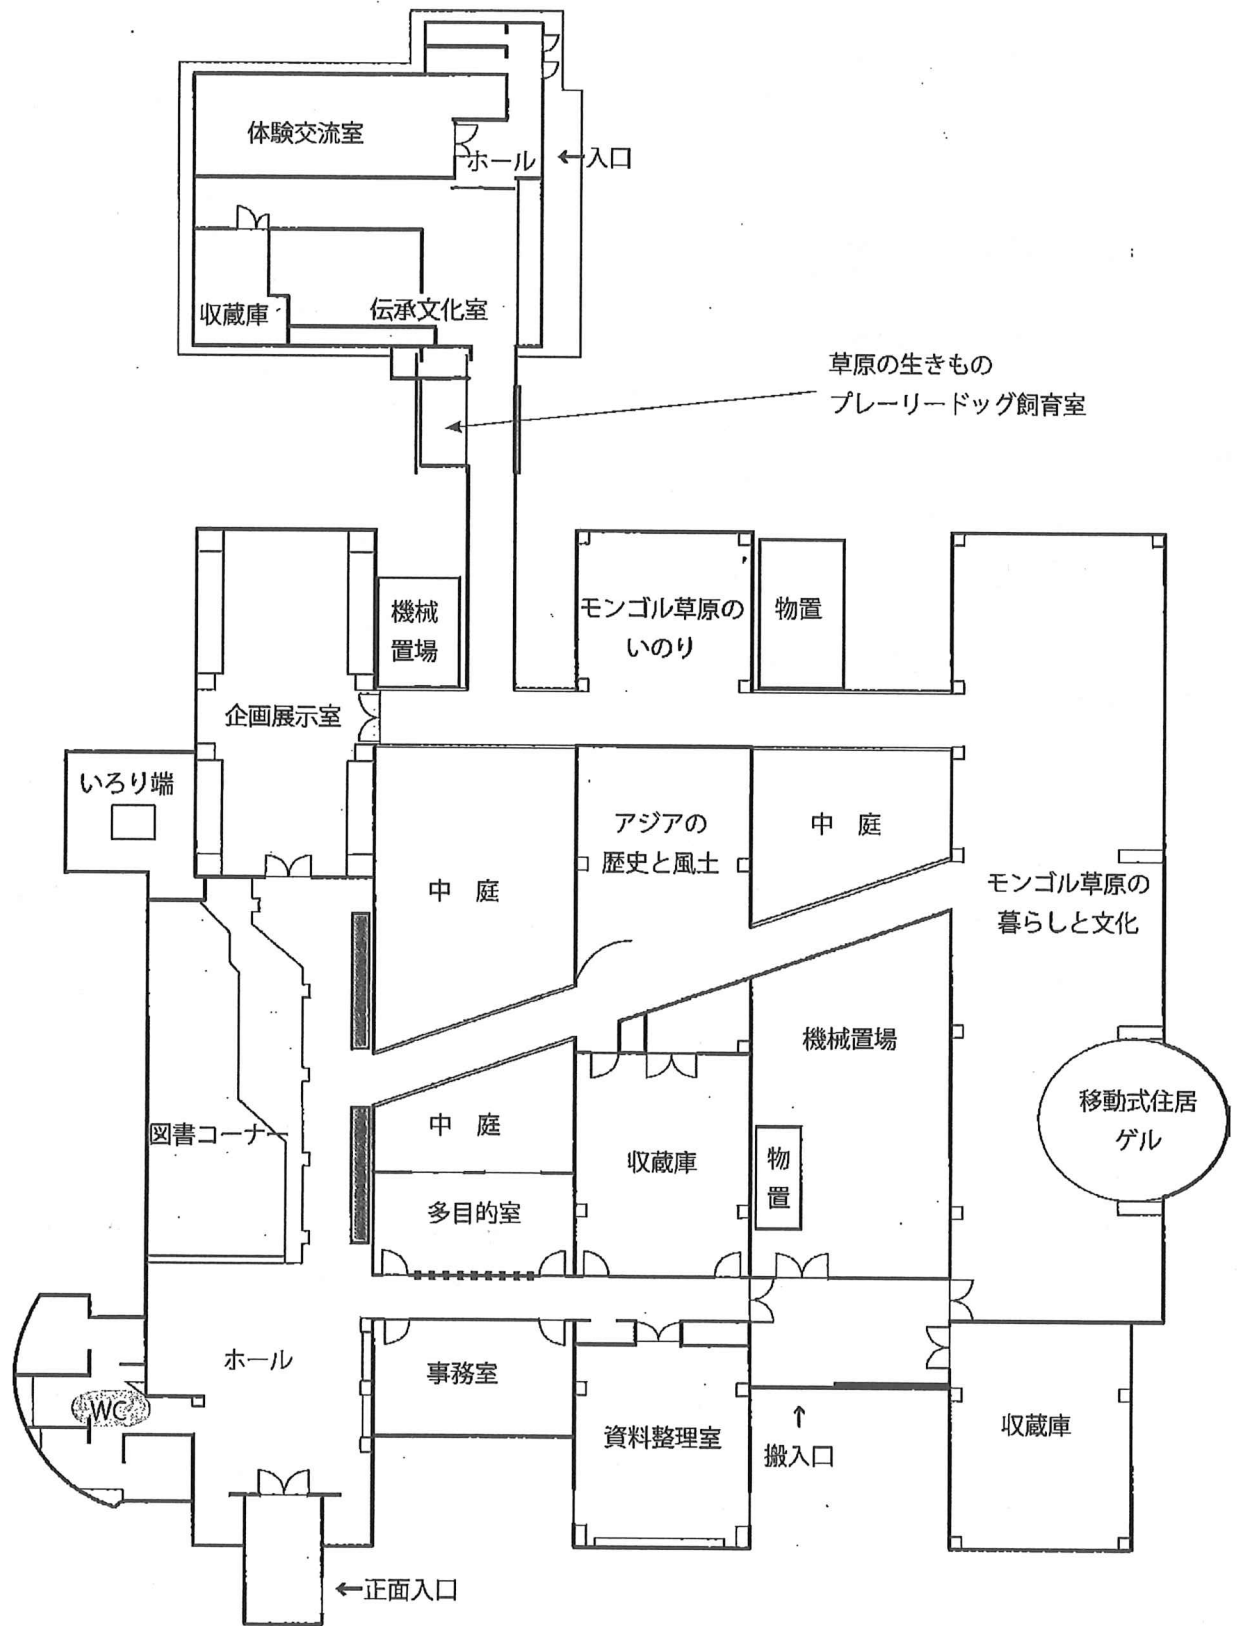 体験交流室
ホール
←入口
収蔵庫
伝承文化室
草原の生きもの
プレーリードッグ飼育室
機械
置場
モンゴル草原の
いのり
物置
企画展示室
いろり端
中 庭
アジアの
歴史と風土
中 庭
モンゴル草原の
暮らしと文化
機械置場
移動式住居
ゲル
図書コーナー
中 庭
収蔵庫
物
置
多目的室
ホール
事務室
WC
資料整理室
↑
搬入口
収蔵庫
←正面入口